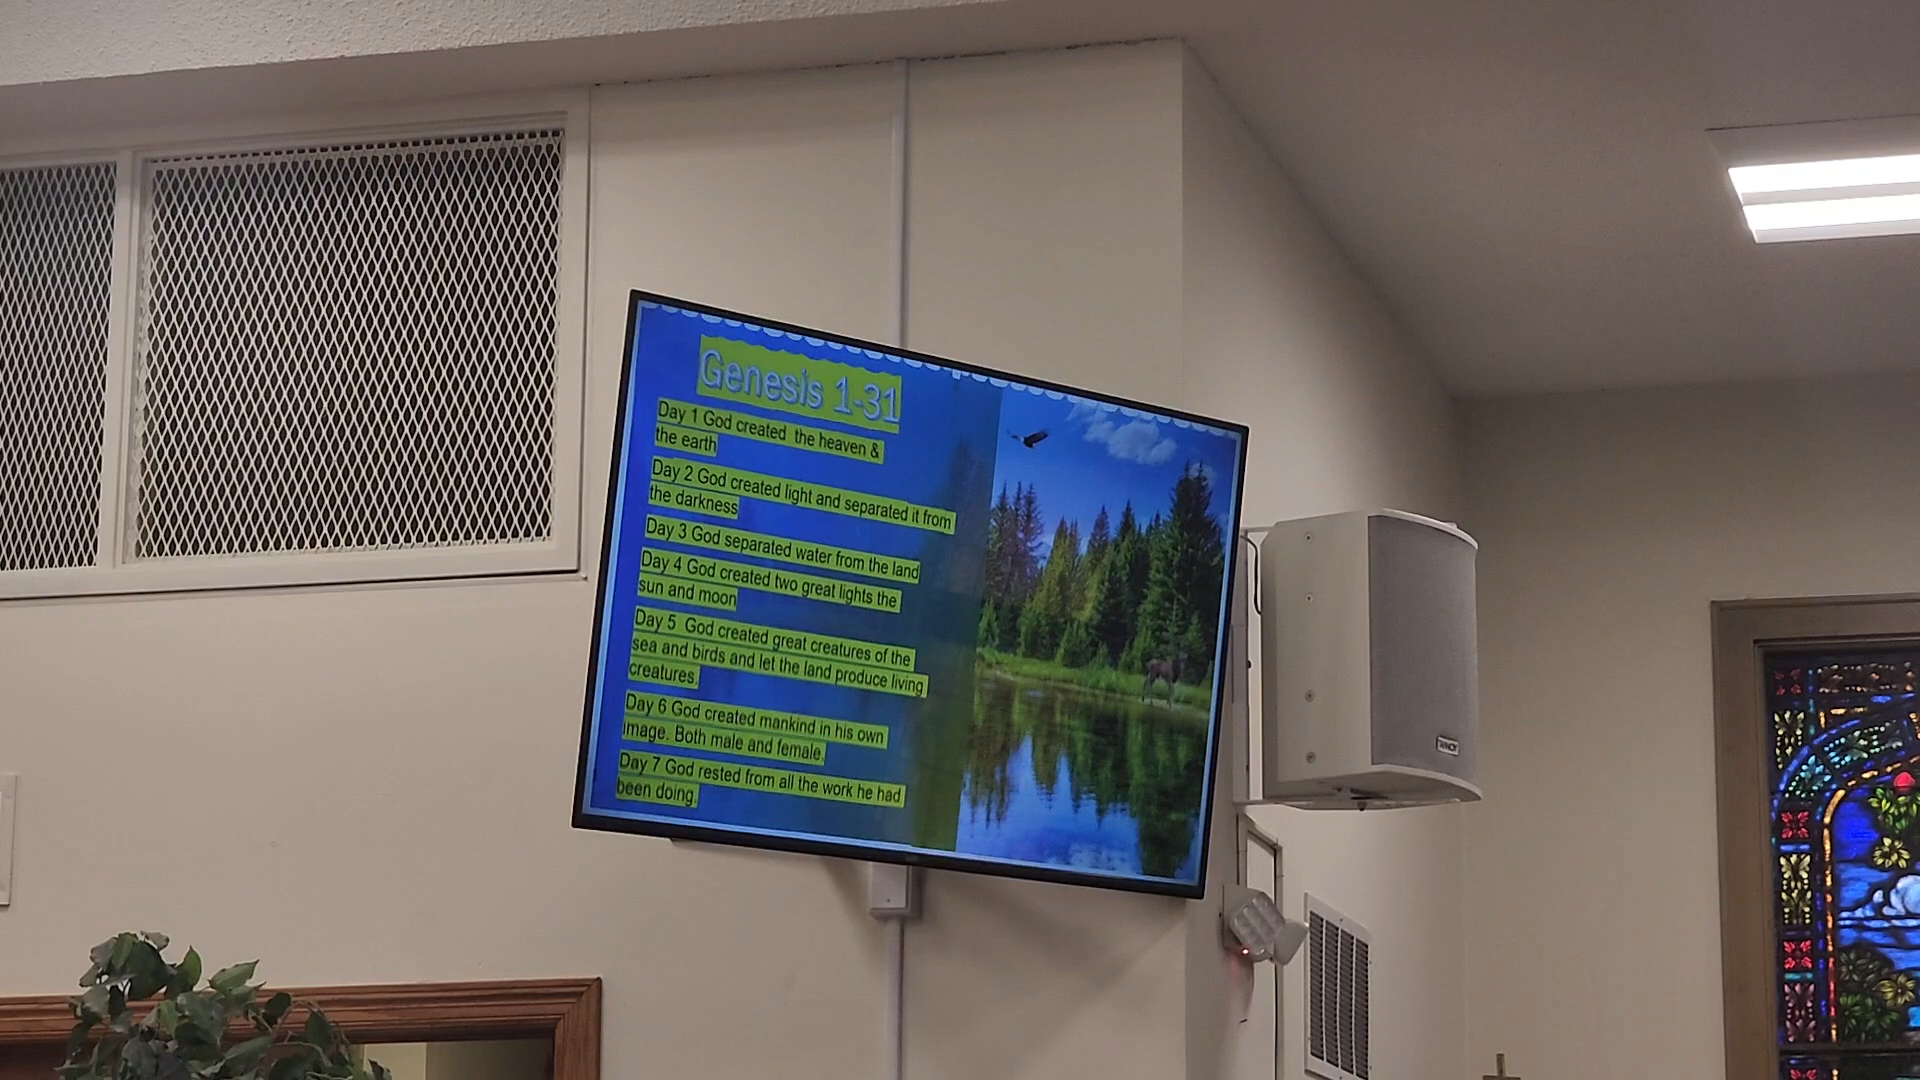 Genesis 1-31
Day 1 God created the heaven &
the earth
Day 2 God created light and separated it from
the darkness
Day 3 God separated water from the land
Day 4 God created two great lights the
sun and moon
Day 5 God created great creatures of the
sea and birds and let the land produce living
creatures.
Day 6 God created mankind in his own
image. Both male and female.
Day 7 God rested from all the work he had
been doing.
TANNOY